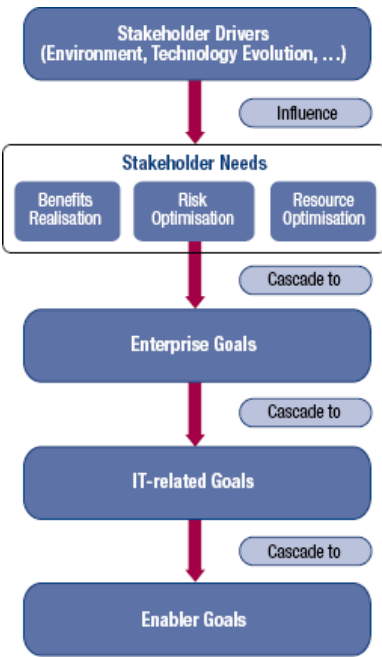 Stakeholder Drivers
(Environment, Technology Evolution, …)
Influence
Stakeholder Needs
Benefits
Realisation
Risk
Optimisation
Resource
Optimisation
Cascade to
Enterprise Goals
Cascade to
IT-related Goals
Cascade to
Enabler Goals